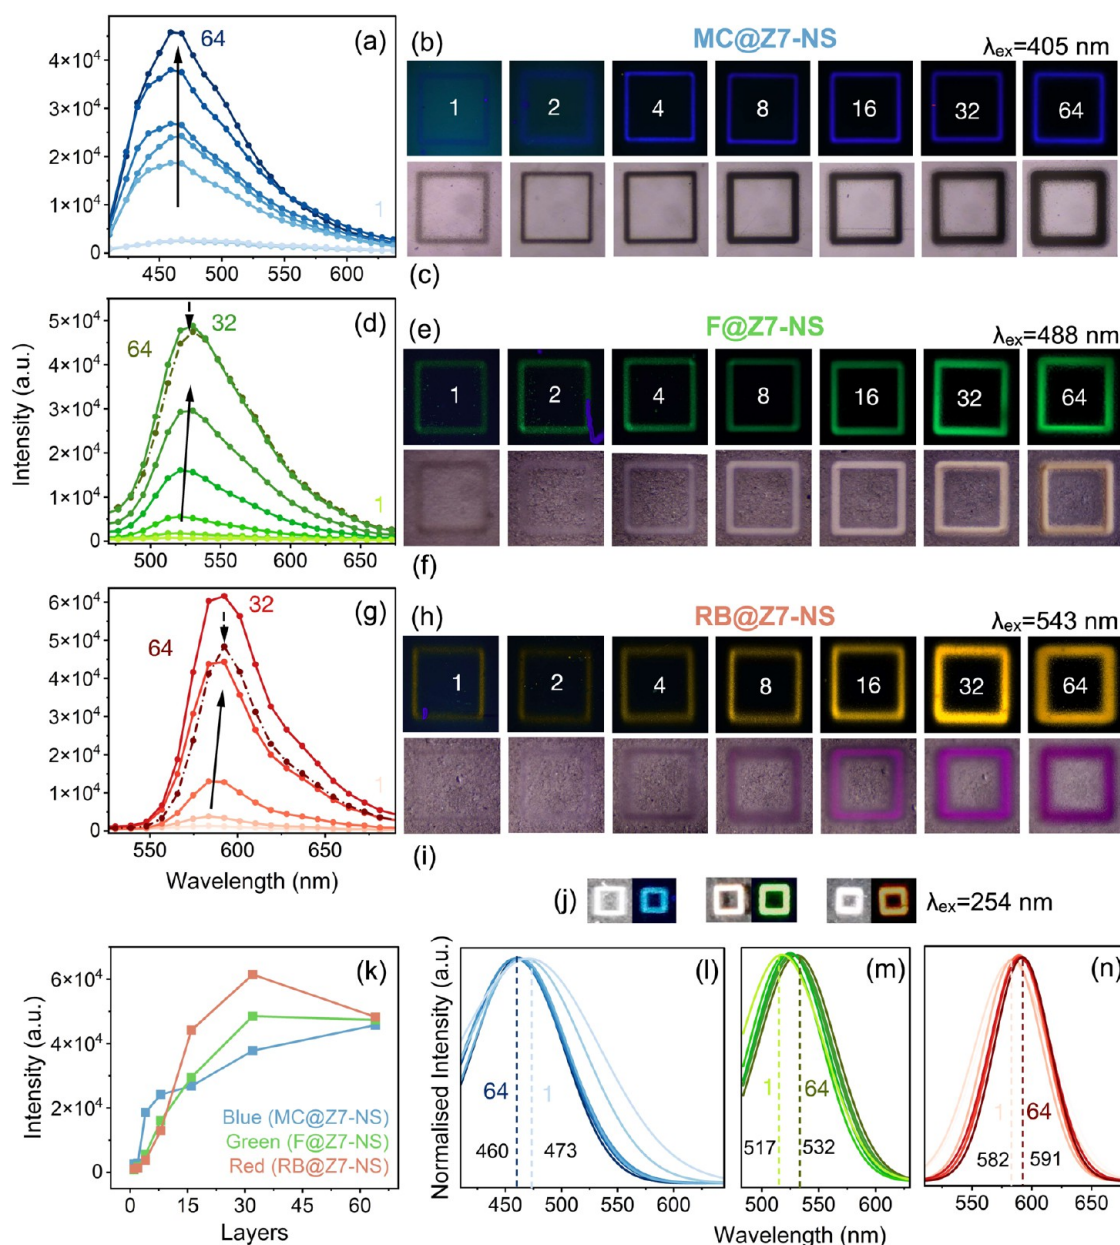 (a)
64
5×10⁴
4×10⁴
3×10⁴
2×10⁴
1×10⁴
0
1
450 500 550 600
(b) MC@Z7-NS λex=405 nm
1 2 4 8 16 32 64
(c)
(d)
32
64
5×10⁴
4×10⁴
3×10⁴
2×10⁴
1×10⁴
0
1
500 550 600 650
Intensity (a.u.)
(e) F@Z7-NS λex=488 nm
1 2 4 8 16 32 64
(f)
(g)
32
64
6×10⁴
5×10⁴
4×10⁴
3×10⁴
2×10⁴
1×10⁴
0
1
550 600 650
Wavelength (nm)
(h) RB@Z7-NS λex=543 nm
1 2 4 8 16 32 64
(i)
(j) λex=254 nm
(k)
6×10⁴
4×10⁴
2×10⁴
0
Intensity (a.u.)
Blue (MC@Z7-NS)
Green (F@Z7-NS)
Red (RB@Z7-NS)
0 15 30 45 60
Layers
(l)
Normalised Intensity (a.u.)
64 1
460 473
450 500 550 600
(m)
1 64
517 532
500 550 600
(n)
1 64
582 591
550 600 650
Wavelength (nm)